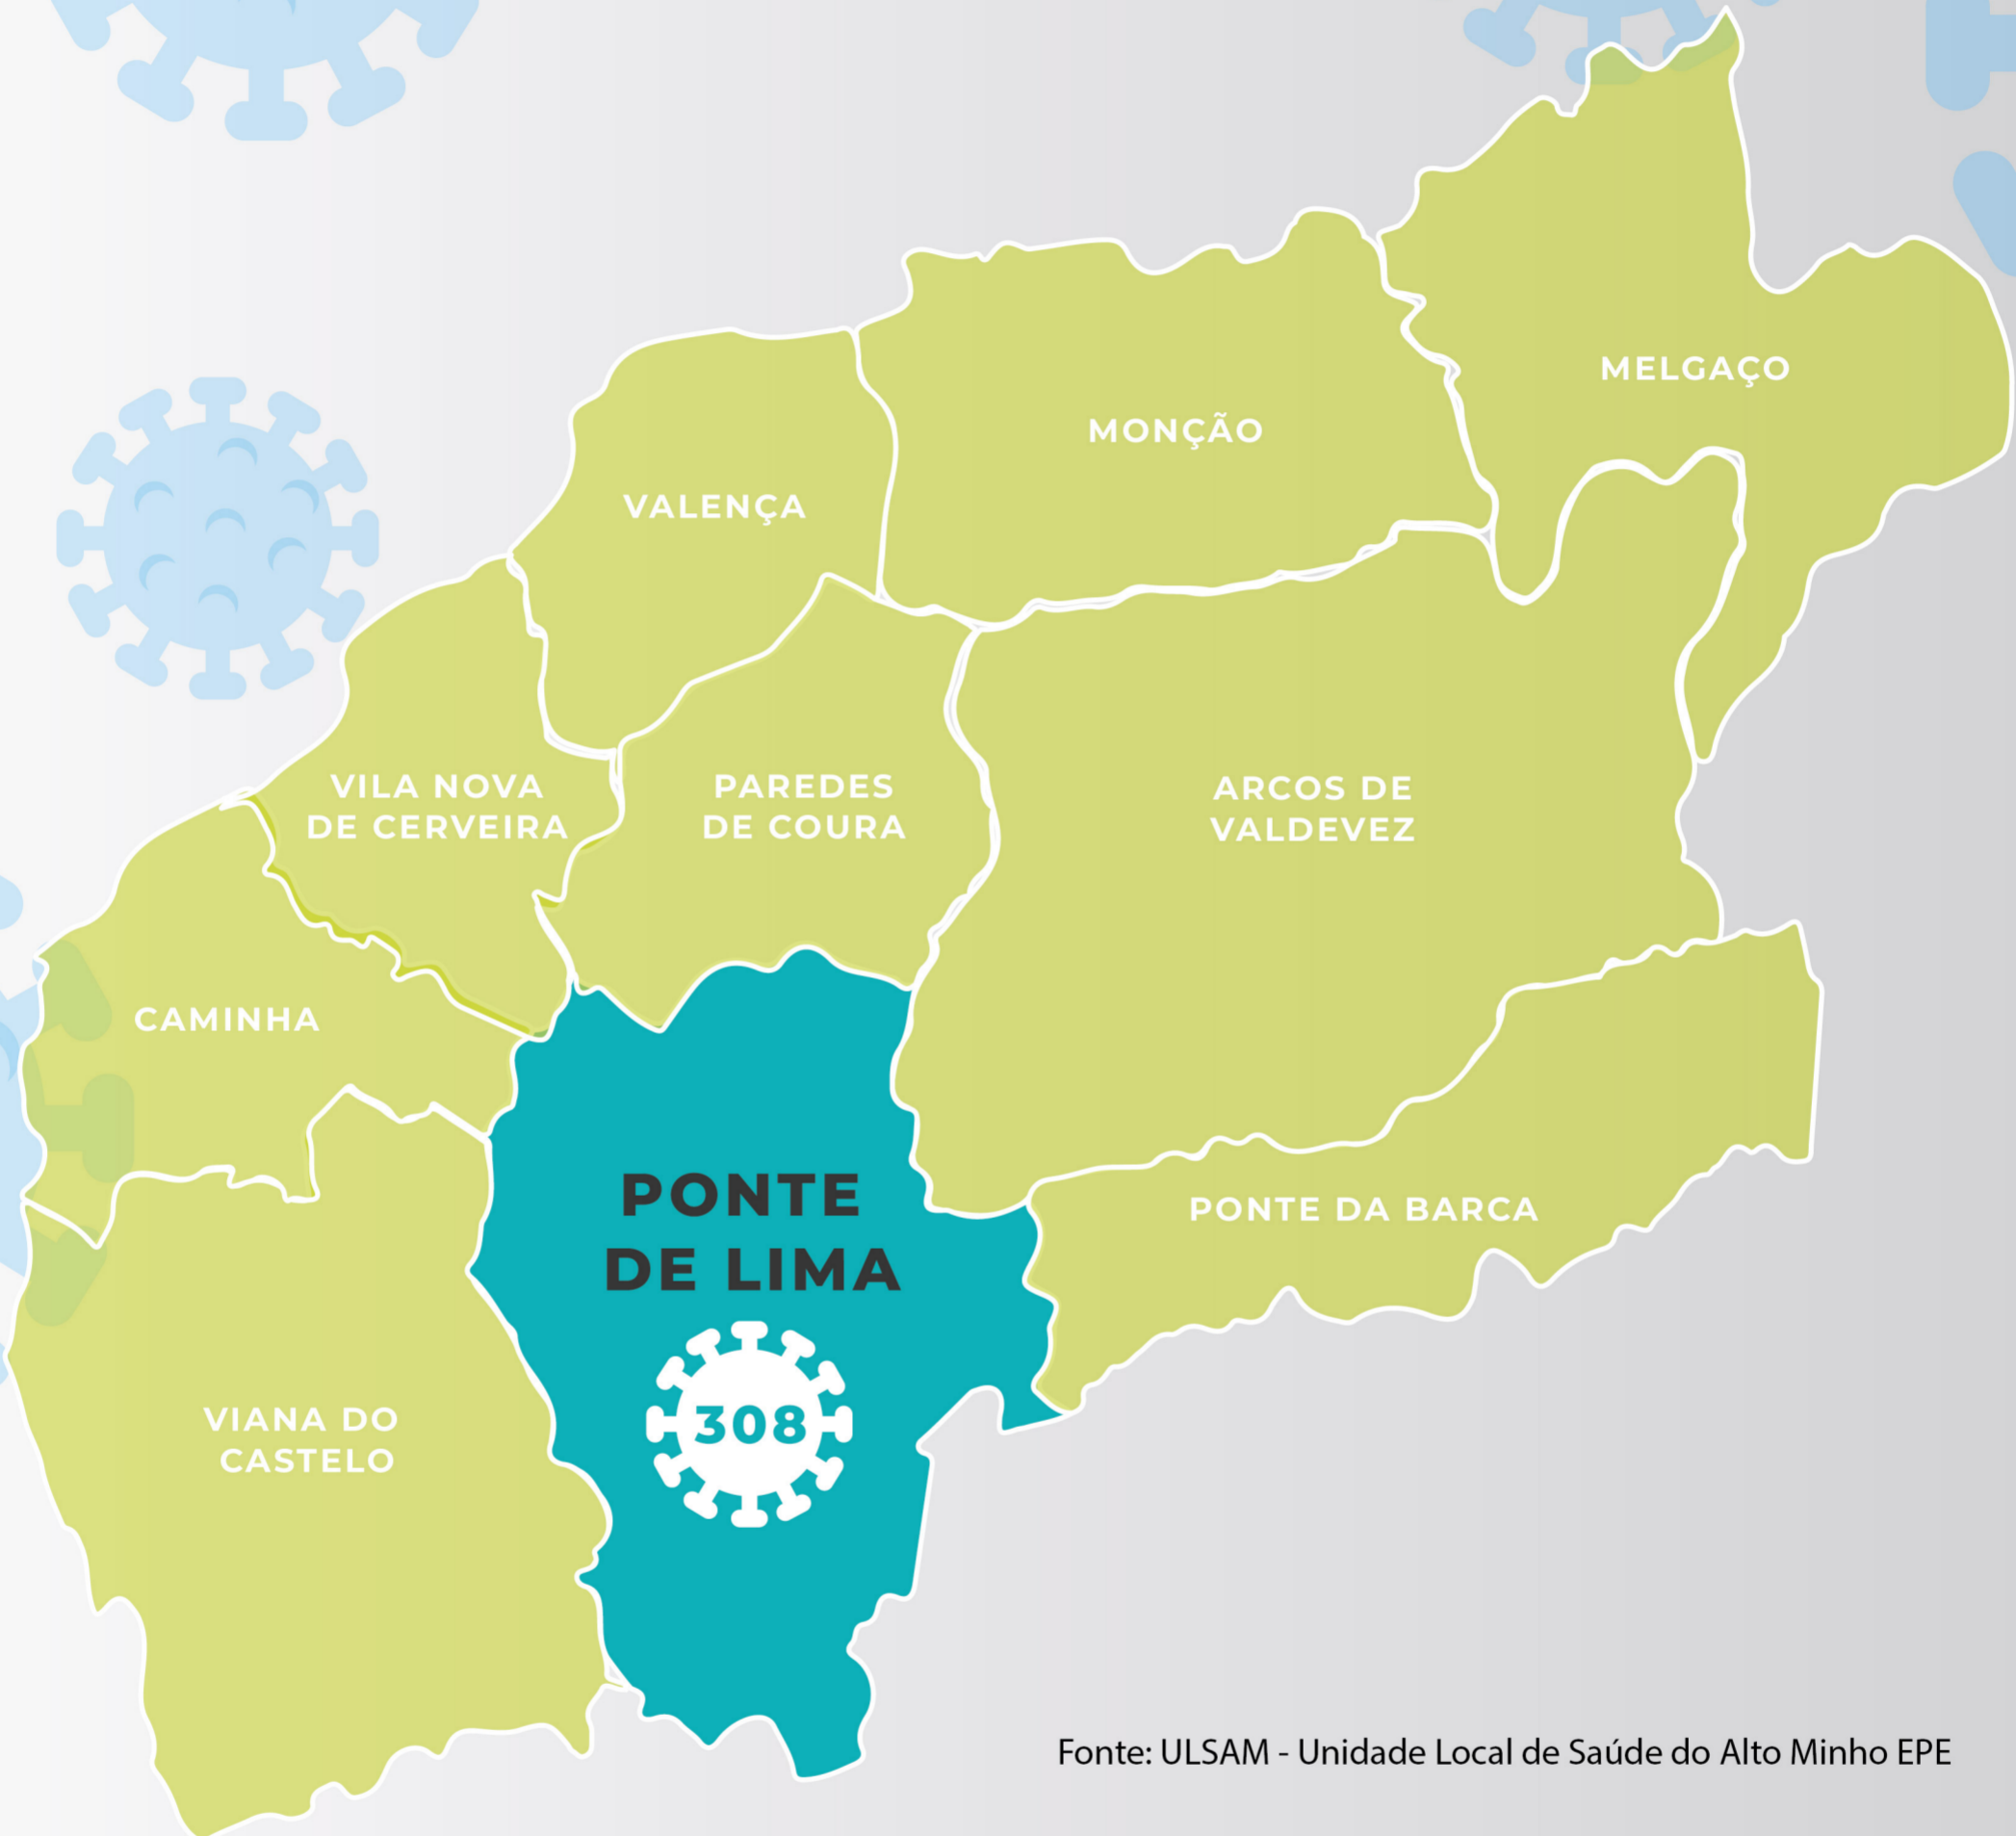 MELGAÇO
MONÇÃO
VALENÇA
VILA NOVA
DE CERVEIRA
PAREDES
DE COURA
ARCOS DE
VALDEVEZ
CAMINHA
PONTE
DE LIMA
308
PONTE DA BARCA
VIANA DO
CASTELO
Fonte: ULSAM - Unidade Local de Saúde do Alto Minho EPE